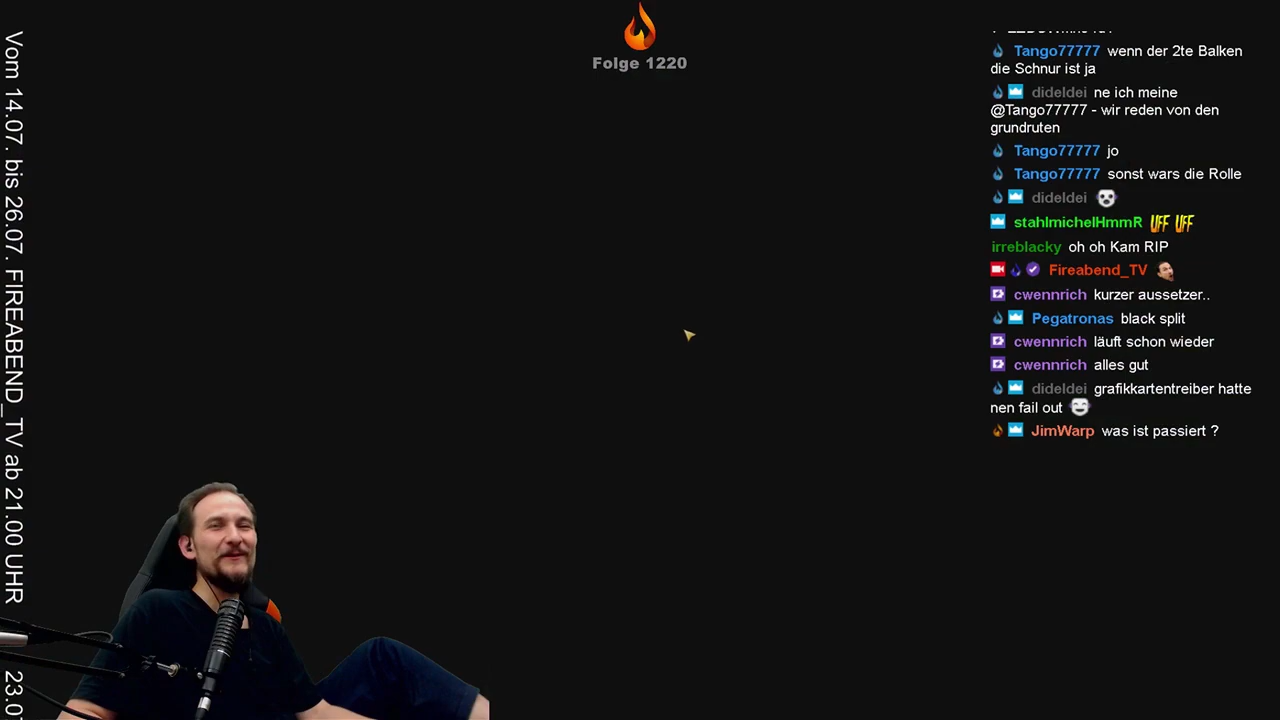 Folge 1220
Vom 14.07. bis 26.07. FIREABEND_TV ab 21.00 UHR
23.07
Tango77777 wenn der 2te Balken
die Schnur ist ja
dideldei ne ich meine
@Tango77777 - wir reden von den
grundruten
Tango77777 jo
Tango77777 sonst wars die Rolle
dideldei
stahlmichelHmmR UFF UFF
irreblacky oh oh Kam RIP
Fireabend_TV
cwennrich kurzer aussetzer..
Pegatronas black split
cwennrich läuft schon wieder
cwennrich alles gut
dideldei grafikkartentreiber hatte
nen fail out
JimWarp was ist passiert ?